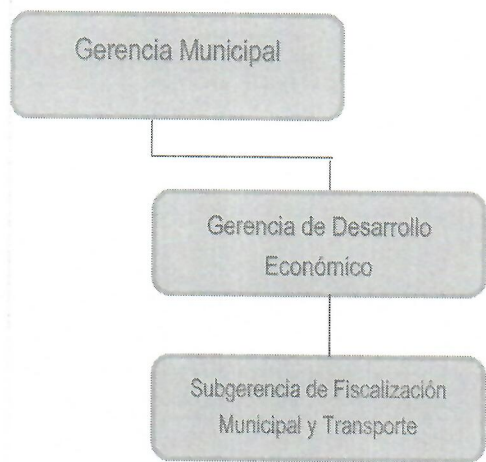 Gerencia Municipal
Gerencia de Desarrollo
Económico
Subgerencia de Fiscalización
Municipal y Transporte